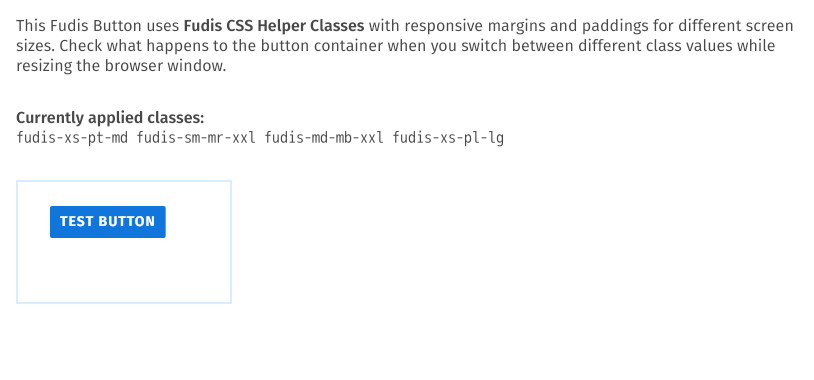 This Fudis Button uses Fudis CSS Helper Classes with responsive margins and paddings for different screen
sizes. Check what happens to the button container when you switch between different class values while
resizing the browser window.
Currently applied classes:
fudis-xs-pt-md fudis-sm-mr-xxl fudis-md-mb-xxl fudis-xs-pl-lg
TEST BUTTON